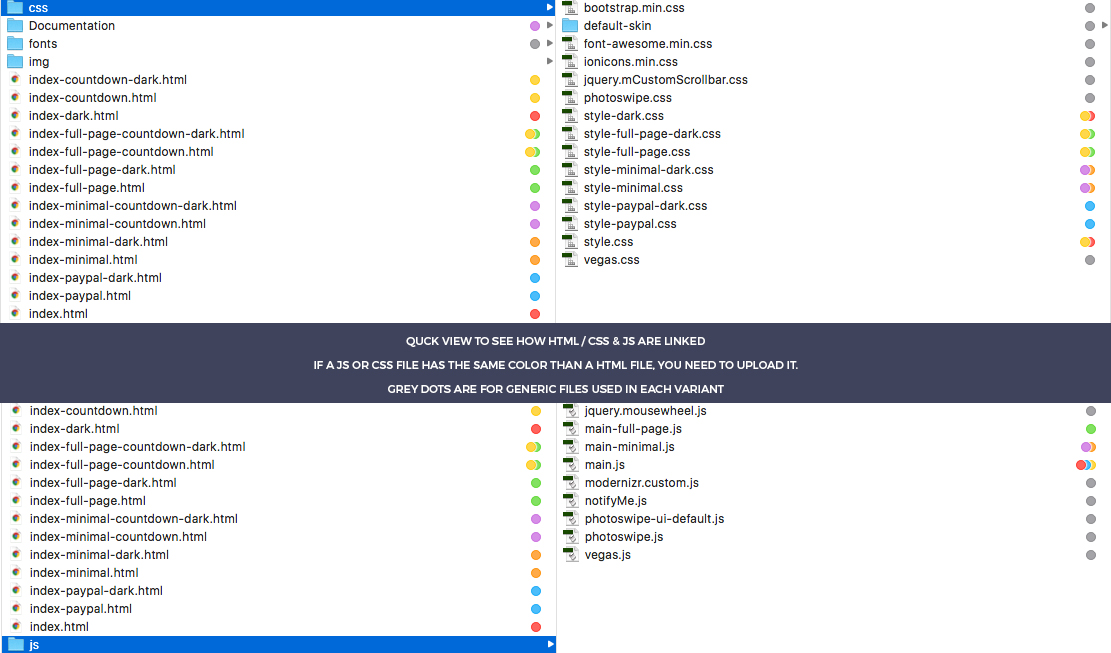 css
Documentation
fonts
img
index-countdown-dark.html
index-countdown.html
index-dark.html
index-full-page-countdown-dark.html
index-full-page-countdown.html
index-full-page-dark.html
index-full-page.html
index-minimal-countdown-dark.html
index-minimal-countdown.html
index-minimal-dark.html
index-minimal.html
index-paypal-dark.html
index-paypal.html
index.html
bootstrap.min.css
default-skin
font-awesome.min.css
ionicons.min.css
jquery.mCustomScrollbar.css
photoswipe.css
style-dark.css
style-full-page-dark.css
style-full-page.css
style-minimal-dark.css
style-minimal.css
style-paypal-dark.css
style-paypal.css
style.css
vegas.css
QUCK VIEW TO SEE HOW HTML / CSS & JS ARE LINKED
IF A JS OR CSS FILE HAS THE SAME COLOR THAN A HTML FILE, YOU NEED TO UPLOAD IT.
GREY DOTS ARE FOR GENERIC FILES USED IN EACH VARIANT
index-countdown.html
index-dark.html
index-full-page-countdown-dark.html
index-full-page-countdown.html
index-full-page-dark.html
index-full-page.html
index-minimal-countdown-dark.html
index-minimal-countdown.html
index-minimal-dark.html
index-minimal.html
index-paypal-dark.html
index-paypal.html
index.html
js
jquery.mousewheel.js
main-full-page.js
main-minimal.js
main.js
modernizr.custom.js
notifyMe.js
photoswipe-ui-default.js
photoswipe.js
vegas.js